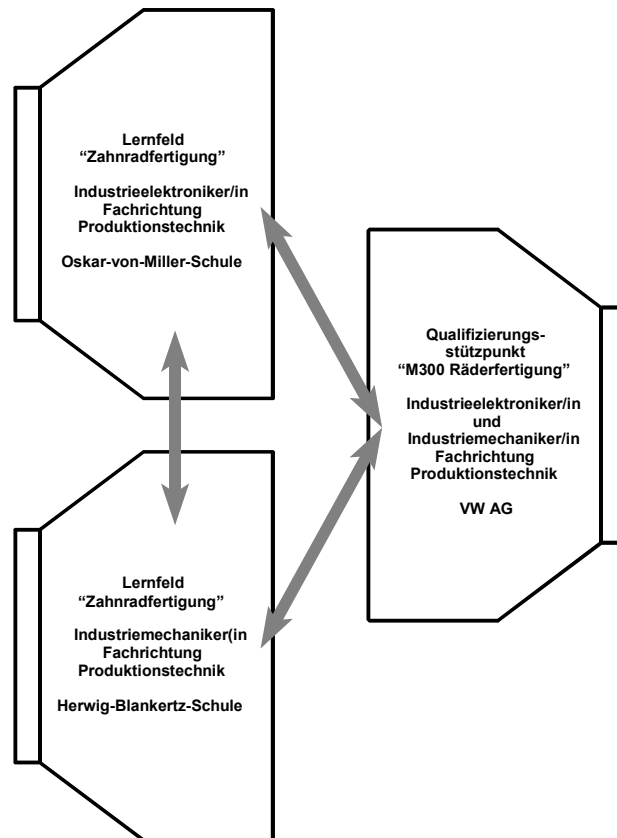 Lernfeld
“Zahnradfertigung”
Industrieelektroniker/in
Fachrichtung
Produktionstechnik
Oskar-von-Miller-Schule
Qualifizierungs-
stützpunkt
“M300 Räderfertigung”
Industrieelektroniker/in
und
Industriemechaniker/in
Fachrichtung
Produktionstechnik
VW AG
Lernfeld
“Zahnradfertigung”
Industriemechaniker(in
Fachrichtung
Produktionstechnik
Herwig-Blankertz-Schule